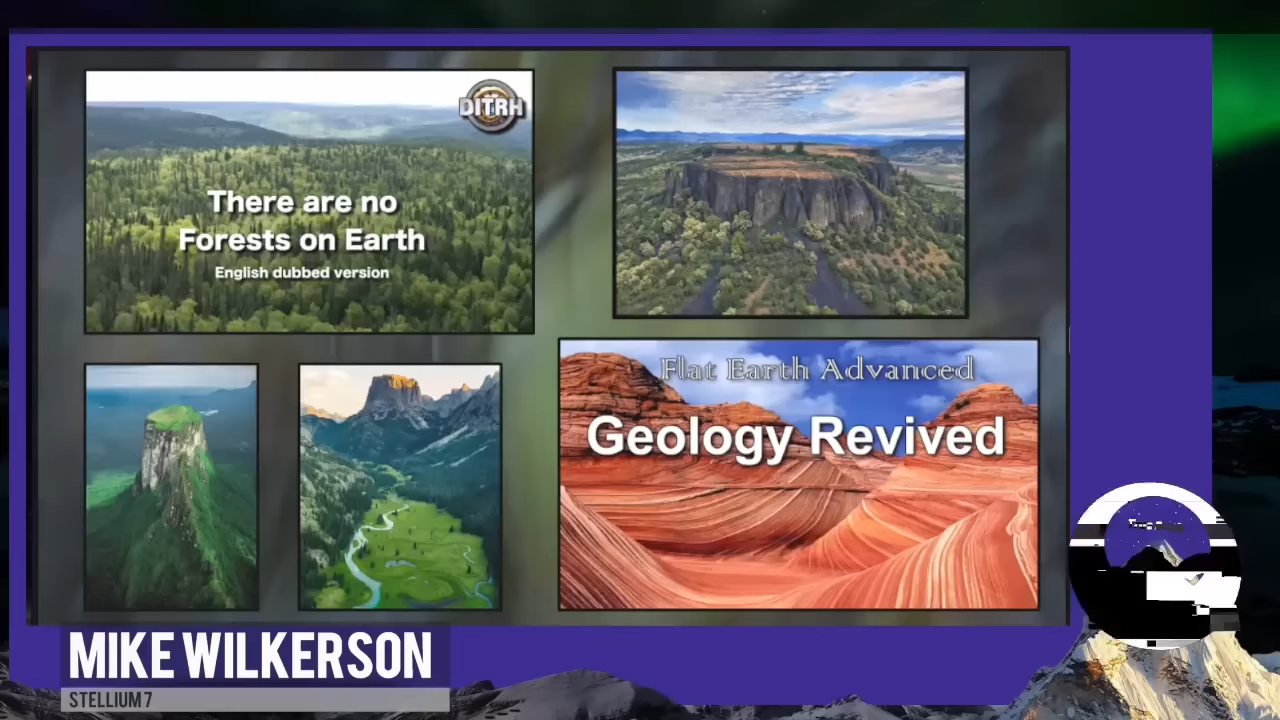 DITRH
There are no
Forests on Earth
English dubbed version
Flat Earth Advanced
Geology Revived
MIKE WILKERSON
STELLIUM 7